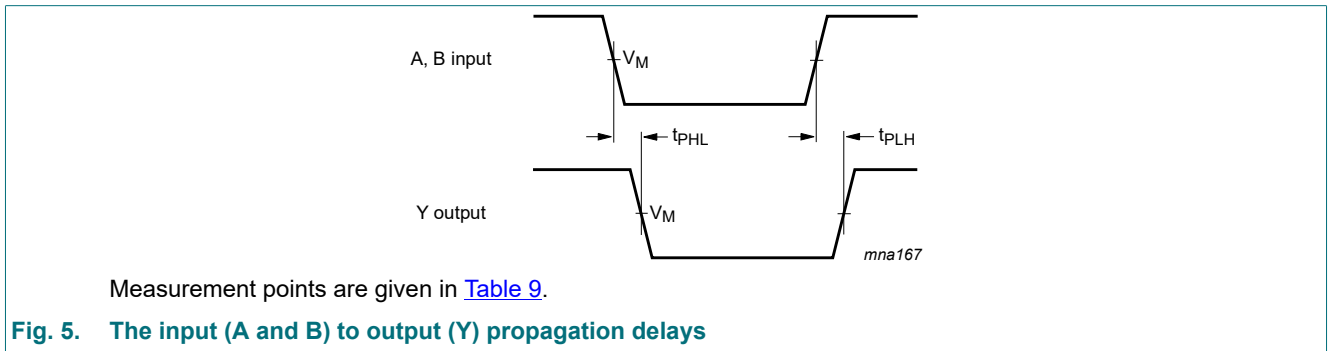 A, B input
VM
tPHL
tPLH
Y output
VM
mna167
Measurement points are given in Table 9.
Fig. 5. The input (A and B) to output (Y) propagation delays